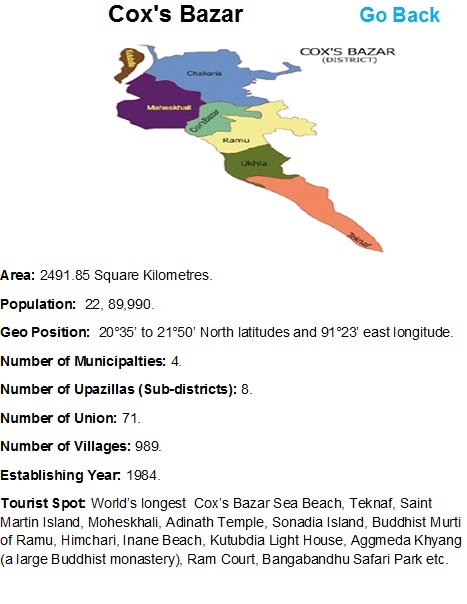 Cox's Bazar
Go Back
COX'S BAZAR
(DISTRICT)
Chakaria
Maheskhali
Cox'sBazar
Ramu
Ukhia
Teknaf
Area: 2491.85 Square Kilometres.
Population: 22, 89,990.
Geo Position: 20°35’ to 21°50’ North latitudes and 91°23’ east longitude.
Number of Municipalties: 4.
Number of Upazillas (Sub-districts): 8.
Number of Union: 71.
Number of Villages: 989.
Establishing Year: 1984.
Tourist Spot: World’s longest Cox’s Bazar Sea Beach, Teknaf, Saint
Martin Island, Moheskhali, Adinath Temple, Sonadia Island, Buddhist Murti
of Ramu, Himchari, Inane Beach, Kutubdia Light House, Aggmeda Khyang
(a large Buddhist monastery), Ram Court, Bangabandhu Safari Park etc.